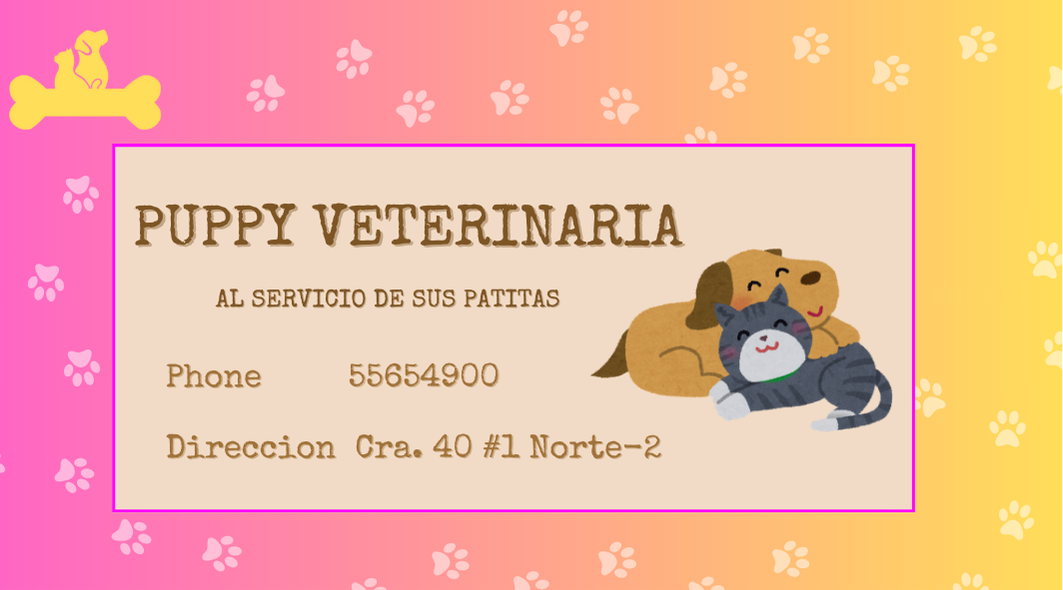 PUPPY VETERINARIA
AL SERVICIO DE SUS PATITAS
Phone 55654900
Direccion Cra. 40 #1 Norte-2